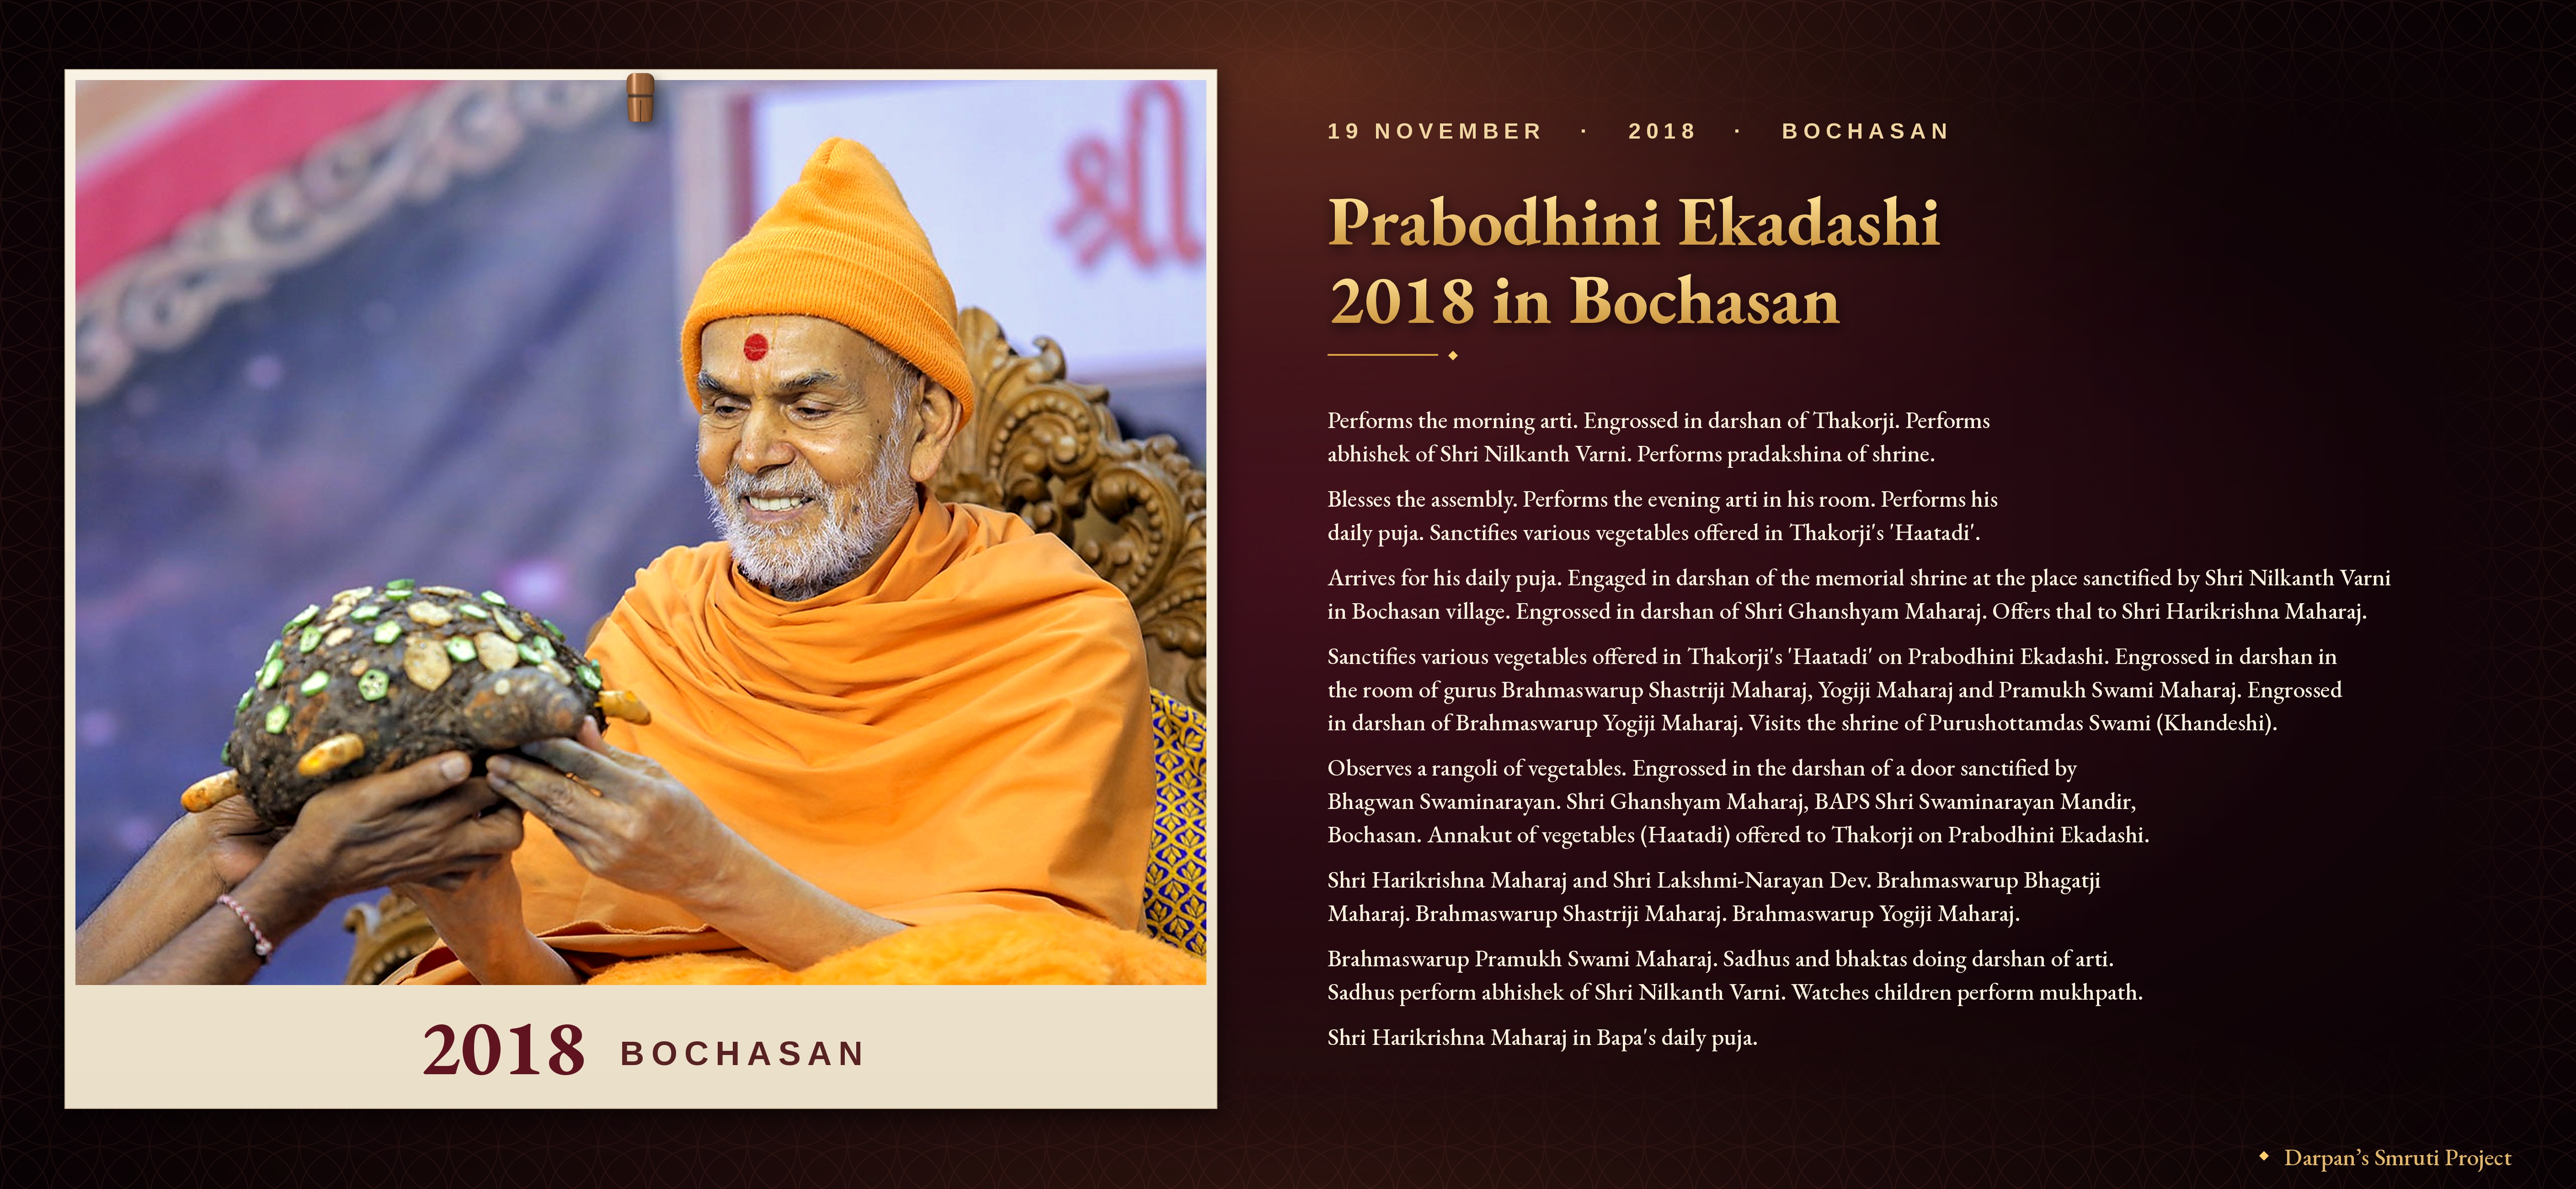 श्री
19 NOVEMBER · 2018 · BOCHASAN
Prabodhini Ekadashi
2018 in Bochasan
Performs the morning arti. Engrossed in darshan of Thakorji. Performs
abhishek of Shri Nilkanth Varni. Performs pradakshina of shrine.
Blesses the assembly. Performs the evening arti in his room. Performs his
daily puja. Sanctifies various vegetables offered in Thakorji's 'Haatadi'.
Arrives for his daily puja. Engaged in darshan of the memorial shrine at the place sanctified by Shri Nilkanth Varni
in Bochasan village. Engrossed in darshan of Shri Ghanshyam Maharaj. Offers thal to Shri Harikrishna Maharaj.
Sanctifies various vegetables offered in Thakorji's 'Haatadi' on Prabodhini Ekadashi. Engrossed in darshan in
the room of gurus Brahmaswarup Shastriji Maharaj, Yogiji Maharaj and Pramukh Swami Maharaj. Engrossed
in darshan of Brahmaswarup Yogiji Maharaj. Visits the shrine of Purushottamdas Swami (Khandeshi).
Observes a rangoli of vegetables. Engrossed in the darshan of a door sanctified by
Bhagwan Swaminarayan. Shri Ghanshyam Maharaj, BAPS Shri Swaminarayan Mandir,
Bochasan. Annakut of vegetables (Haatadi) offered to Thakorji on Prabodhini Ekadashi.
Shri Harikrishna Maharaj and Shri Lakshmi-Narayan Dev. Brahmaswarup Bhagatji
Maharaj. Brahmaswarup Shastriji Maharaj. Brahmaswarup Yogiji Maharaj.
Brahmaswarup Pramukh Swami Maharaj. Sadhus and bhaktas doing darshan of arti.
Sadhus perform abhishek of Shri Nilkanth Varni. Watches children perform mukhpath.
Shri Harikrishna Maharaj in Bapa's daily puja.
2018 BOCHASAN
Darpan’s Smruti Project